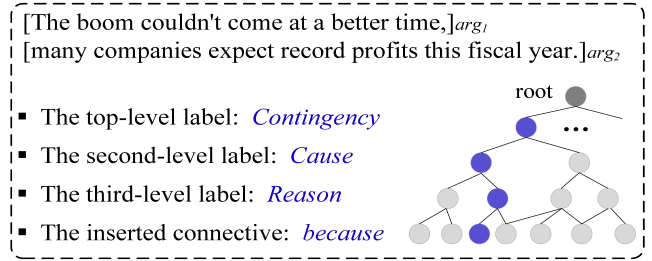 [The boom couldn't come at a better time,]arg1
[many companies expect record profits this fiscal year.]arg2
root
...
▪ The top-level label: Contingency
▪ The second-level label: Cause
▪ The third-level label: Reason
▪ The inserted connective: because